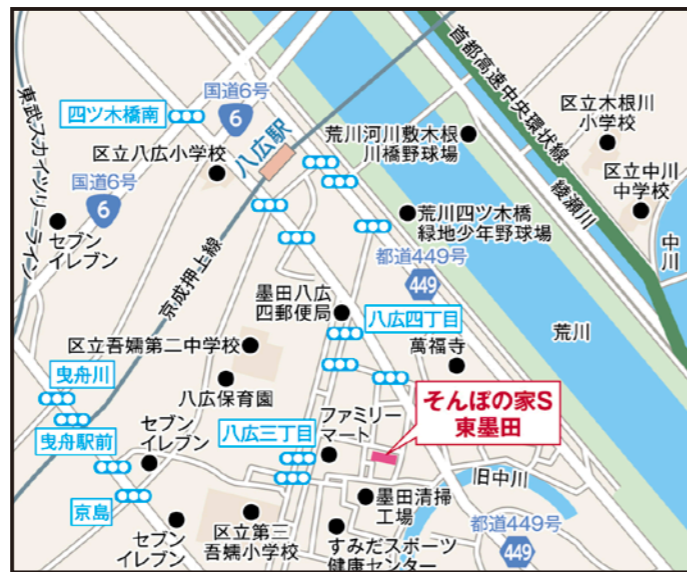 国道6号
6
四ツ木橋南
東武スカイツリーライン
八広駅
区立八広小学校
国道6号
6
セブン
イレブン
京成押上線
荒川河川敷木根
川橋野球場
首都高速中央環状線
区立木根川
小学校
区立中川
中学校
綾瀬川
中川
荒川四ツ木橋
緑地少年野球場
都道449号
449
荒川
墨田八広
四郵便局
八広四丁目
区立吾嬬第二中学校
萬福寺
曳舟川
八広保育園
そんぽの家S
東墨田
曳舟駅前
セブン
イレブン
八広三丁目
ファミリー
マート
旧中川
京島
墨田清掃
工場
セブン
イレブン
区立第三
吾嬬小学校
すみだスポーツ
健康センター
都道449号
449